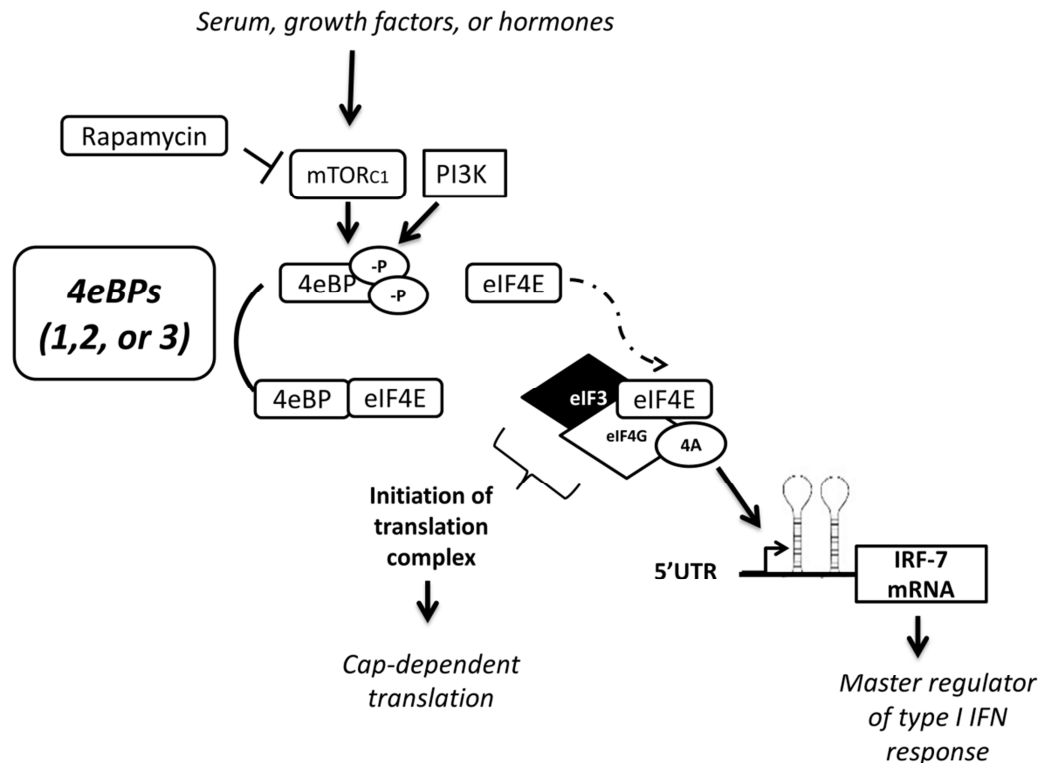 Serum, growth factors, or hormones
Rapamycin
mTORC1
PI3K
4eBPs
(1,2, or 3)
4eBP
-P
-P
eIF4E
4eBP
eIF4E
eIF3
eIF4E
eIF4G
4A
Initiation of
translation
complex
5'UTR
IRF-7
mRNA
Cap-dependent
translation
Master regulator
of type I IFN
response